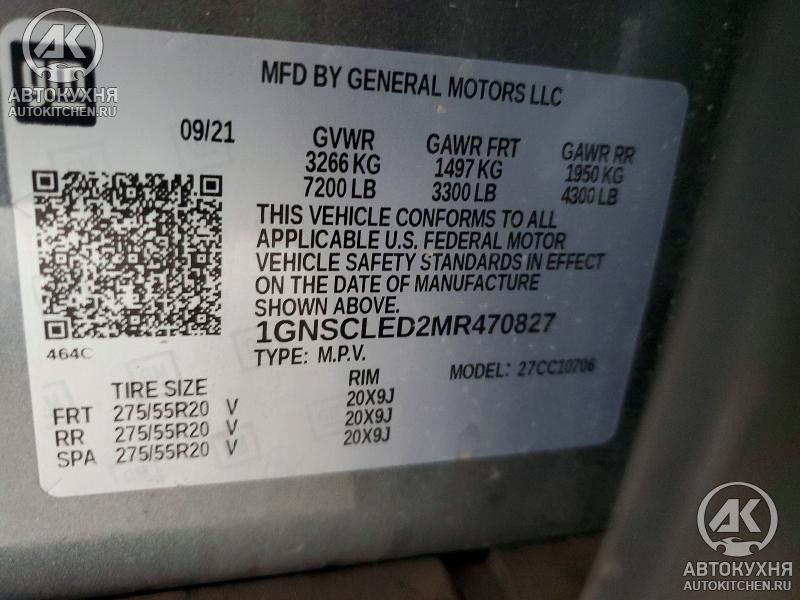 АВТОКУХНЯ
AUTOKITCHEN.RU
MFD BY GENERAL MOTORS LLC
09/21 GVWR GAWR FRT GAWR RR
3266 KG 1497 KG 1950 KG
7200 LB 3300 LB 4300 LB
THIS VEHICLE CONFORMS TO ALL
APPLICABLE U.S. FEDERAL MOTOR
VEHICLE SAFETY STANDARDS IN EFFECT
ON THE DATE OF MANUFACTURE
SHOWN ABOVE.
464C
1GNSCLED2MR470827
TYPE: M.P.V. MODEL: 27CC10706
TIRE SIZE RIM
FRT 275/55R20 V 20X9J
RR 275/55R20 V 20X9J
SPA 275/55R20 V 20X9J
АК
АВТОКУХНЯ
AUTOKITCHEN.RU